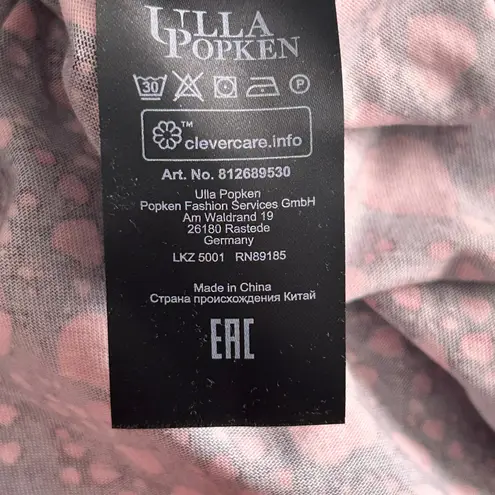 ULLA
POPKEN
30 P
™
clevercare.info
Art. No. 812689530
Ulla Popken
Popken Fashion Services GmbH
Am Waldrand 19
26180 Rastede
Germany
LKZ 5001 RN89185
Made in China
Страна происхождения Китай
EAC